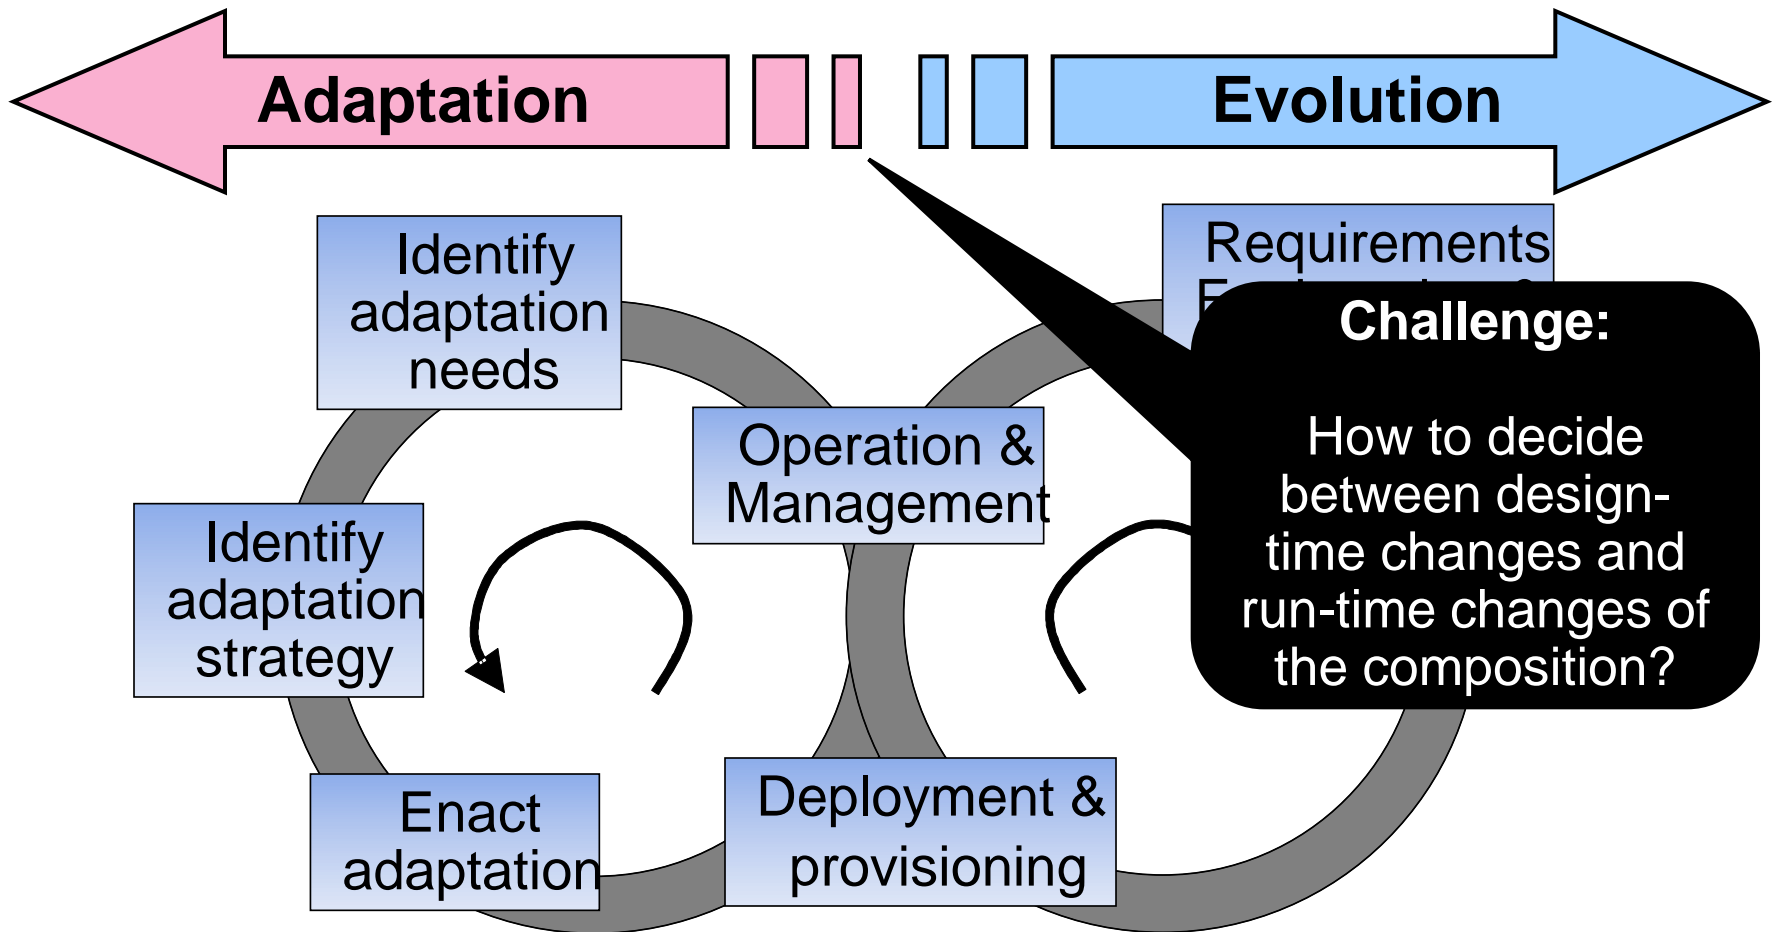 Adaptation
Evolution
Identify
adaptation
needs
Requirements
Operation &
Management
Challenge:
How to decide
between design-
time changes and
run-time changes of
the composition?
Identify
adaptation
strategy
Enact
adaptation
Deployment &
provisioning